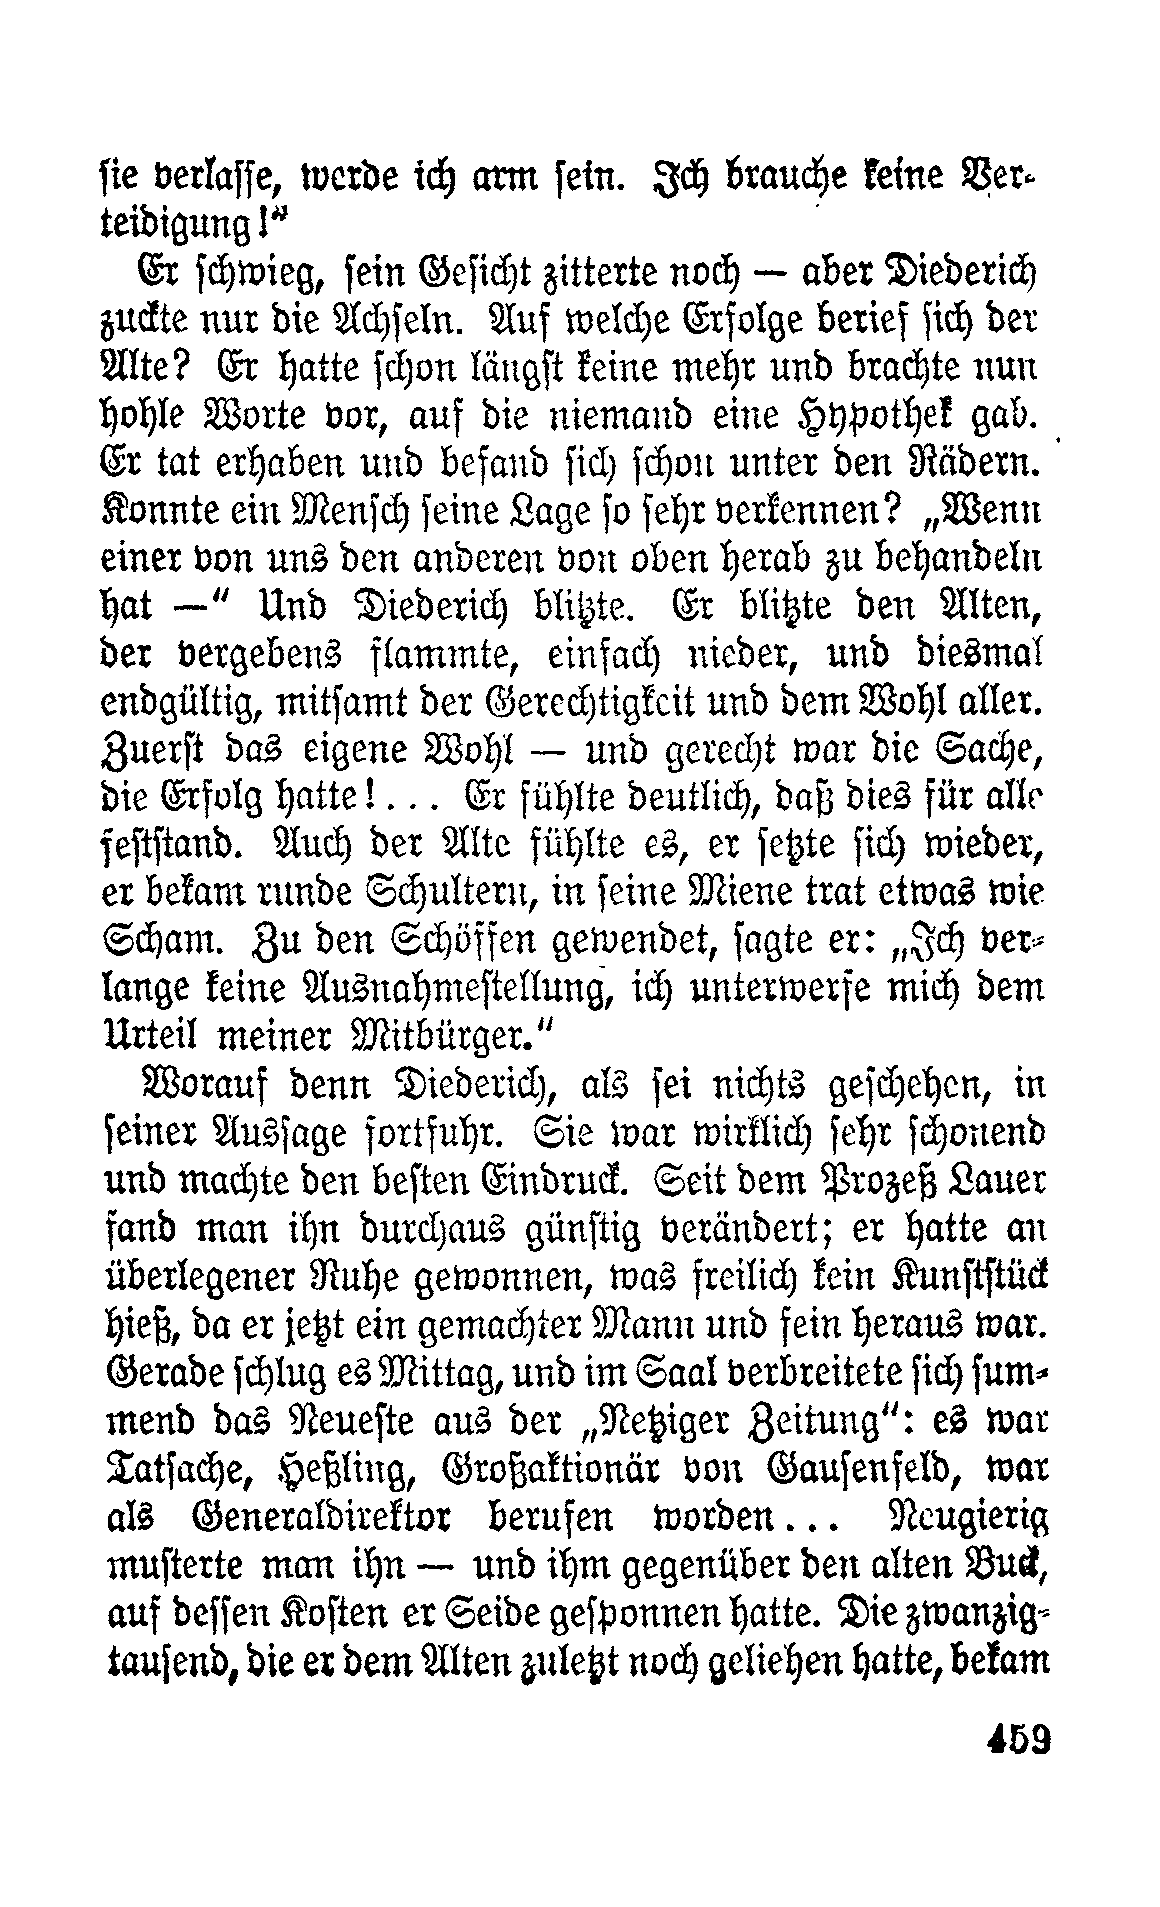 sie verlasse, werde ich arm sein. Ich brauche keine Ver-
teidigung!“
Er schwieg, sein Gesicht zitterte noch — aber Diederich
zuckte nur die Achseln. Auf welche Erfolge berief sich der
Alte? Er hatte schon längst keine mehr und brachte nun
hohle Worte vor, auf die niemand eine Hypothek gab.
Er tat erhaben und befand sich schon unter den Rädern.
Konnte ein Mensch seine Lage so sehr verkennen? „Wenn
einer von uns den anderen von oben herab zu behandeln
hat —“ Und Diederich blitzte. Er blitzte den Alten,
der vergebens flammte, einfach nieder, und diesmal
endgültig, mitsamt der Gerechtigkeit und dem Wohl aller.
Zuerst das eigene Wohl — und gerecht war die Sache,
die Erfolg hatte!... Er fühlte deutlich, daß dies für alle
feststand. Auch der Alte fühlte es, er setzte sich wieder,
er bekam runde Schultern, in seine Miene trat etwas wie
Scham. Zu den Schöffen gewendet, sagte er: „Ich ver-
lange keine Ausnahmestellung, ich unterwerfe mich dem
Urteil meiner Mitbürger.“
Worauf denn Diederich, als sei nichts geschehen, in
seiner Aussage fortfuhr. Sie war wirklich sehr schonend
und machte den besten Eindruck. Seit dem Prozeß Lauer
fand man ihn durchaus günstig verändert; er hatte an
überlegener Ruhe gewonnen, was freilich kein Kunststück
hieß, da er jetzt ein gemachter Mann und fein heraus war.
Gerade schlug es Mittag, und im Saal verbreitete sich sum-
mend das Neueste aus der „Netziger Zeitung“: es war
Tatsache, Heßling, Großaktionär von Gausenfeld, war
als Generaldirektor berufen worden... Neugierig
musterte man ihn — und ihm gegenüber den alten Buck,
auf dessen Kosten er Seide gesponnen hatte. Die zwanzig-
tausend, die er dem Alten zuletzt noch geliehen hatte, bekam
459